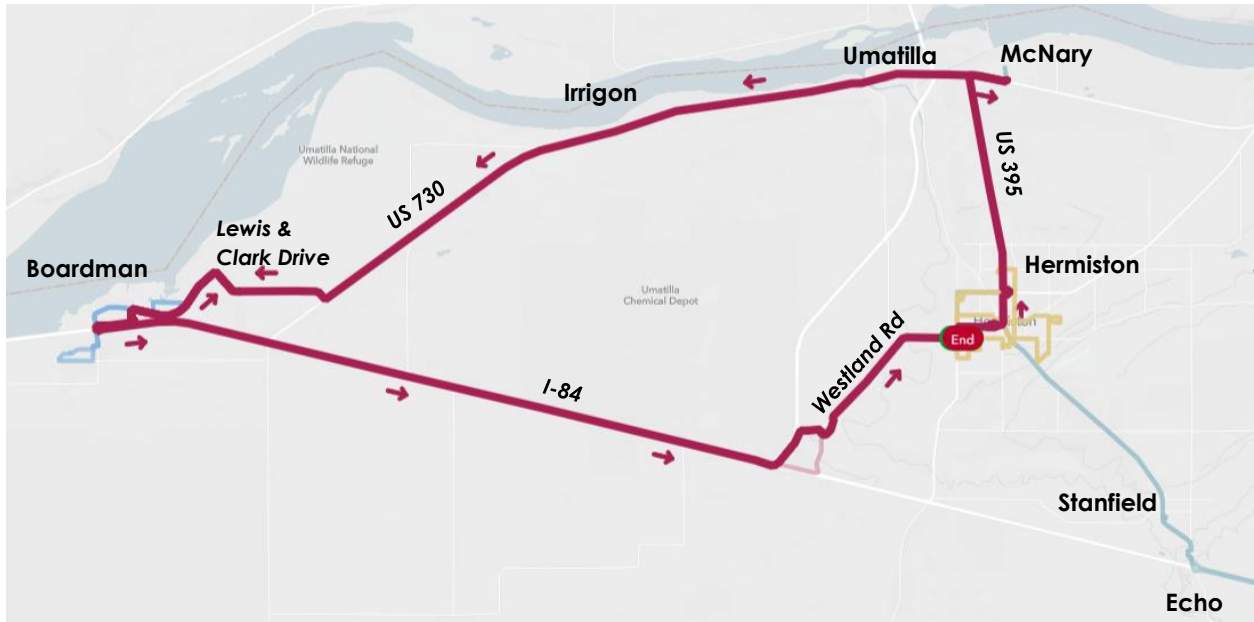 Umatilla
McNary
Irrigon
Umatilla National
Wildlife Refuge
US 395
US 730
Lewis &
Clark Drive
Boardman
Hermiston
Umatilla
Chemical Depot
End
Westland Rd
I-84
Stanfield
Echo